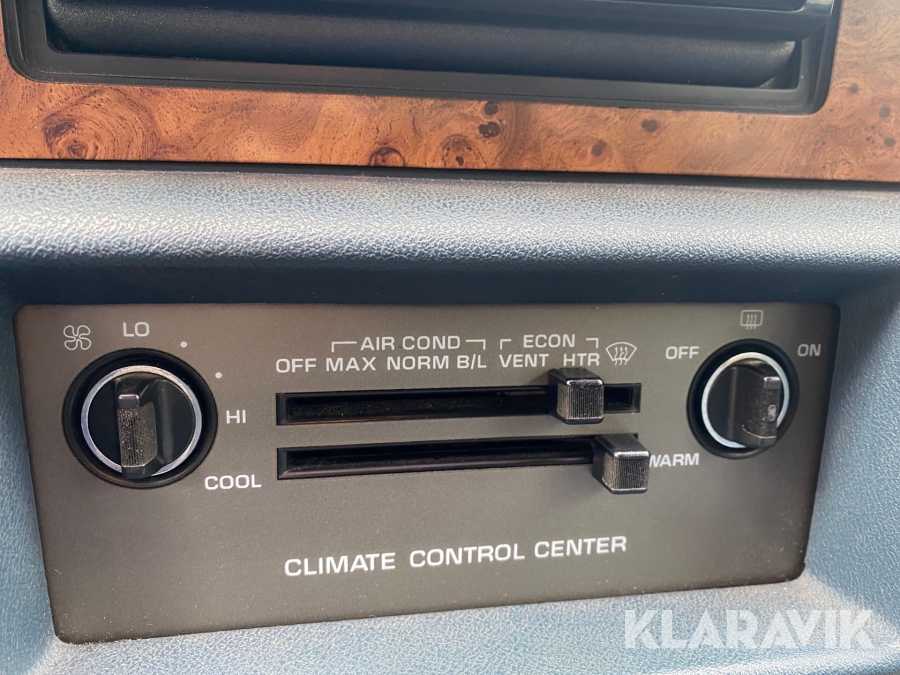 LO
AIR COND ECON
OFF MAX NORM B/L VENT HTR
OFF ON
HI
COOL WARM
CLIMATE CONTROL CENTER
KLARAVIK